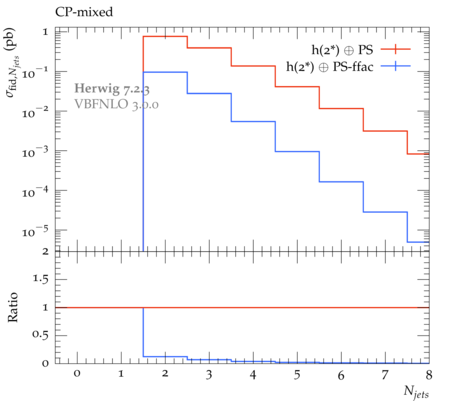 CP-mixed
σfid,Njets (pb)
1
10−1
10−2
10−3
10−4
10−5
h(2*) ⊕ PS
h(2*) ⊕ PS-ffac
Herwig 7.2.3
VBFNLO 3.0.0
Ratio
2
1.5
1
0.5
0
0 1 2 3 4 5 6 7 8
Njets